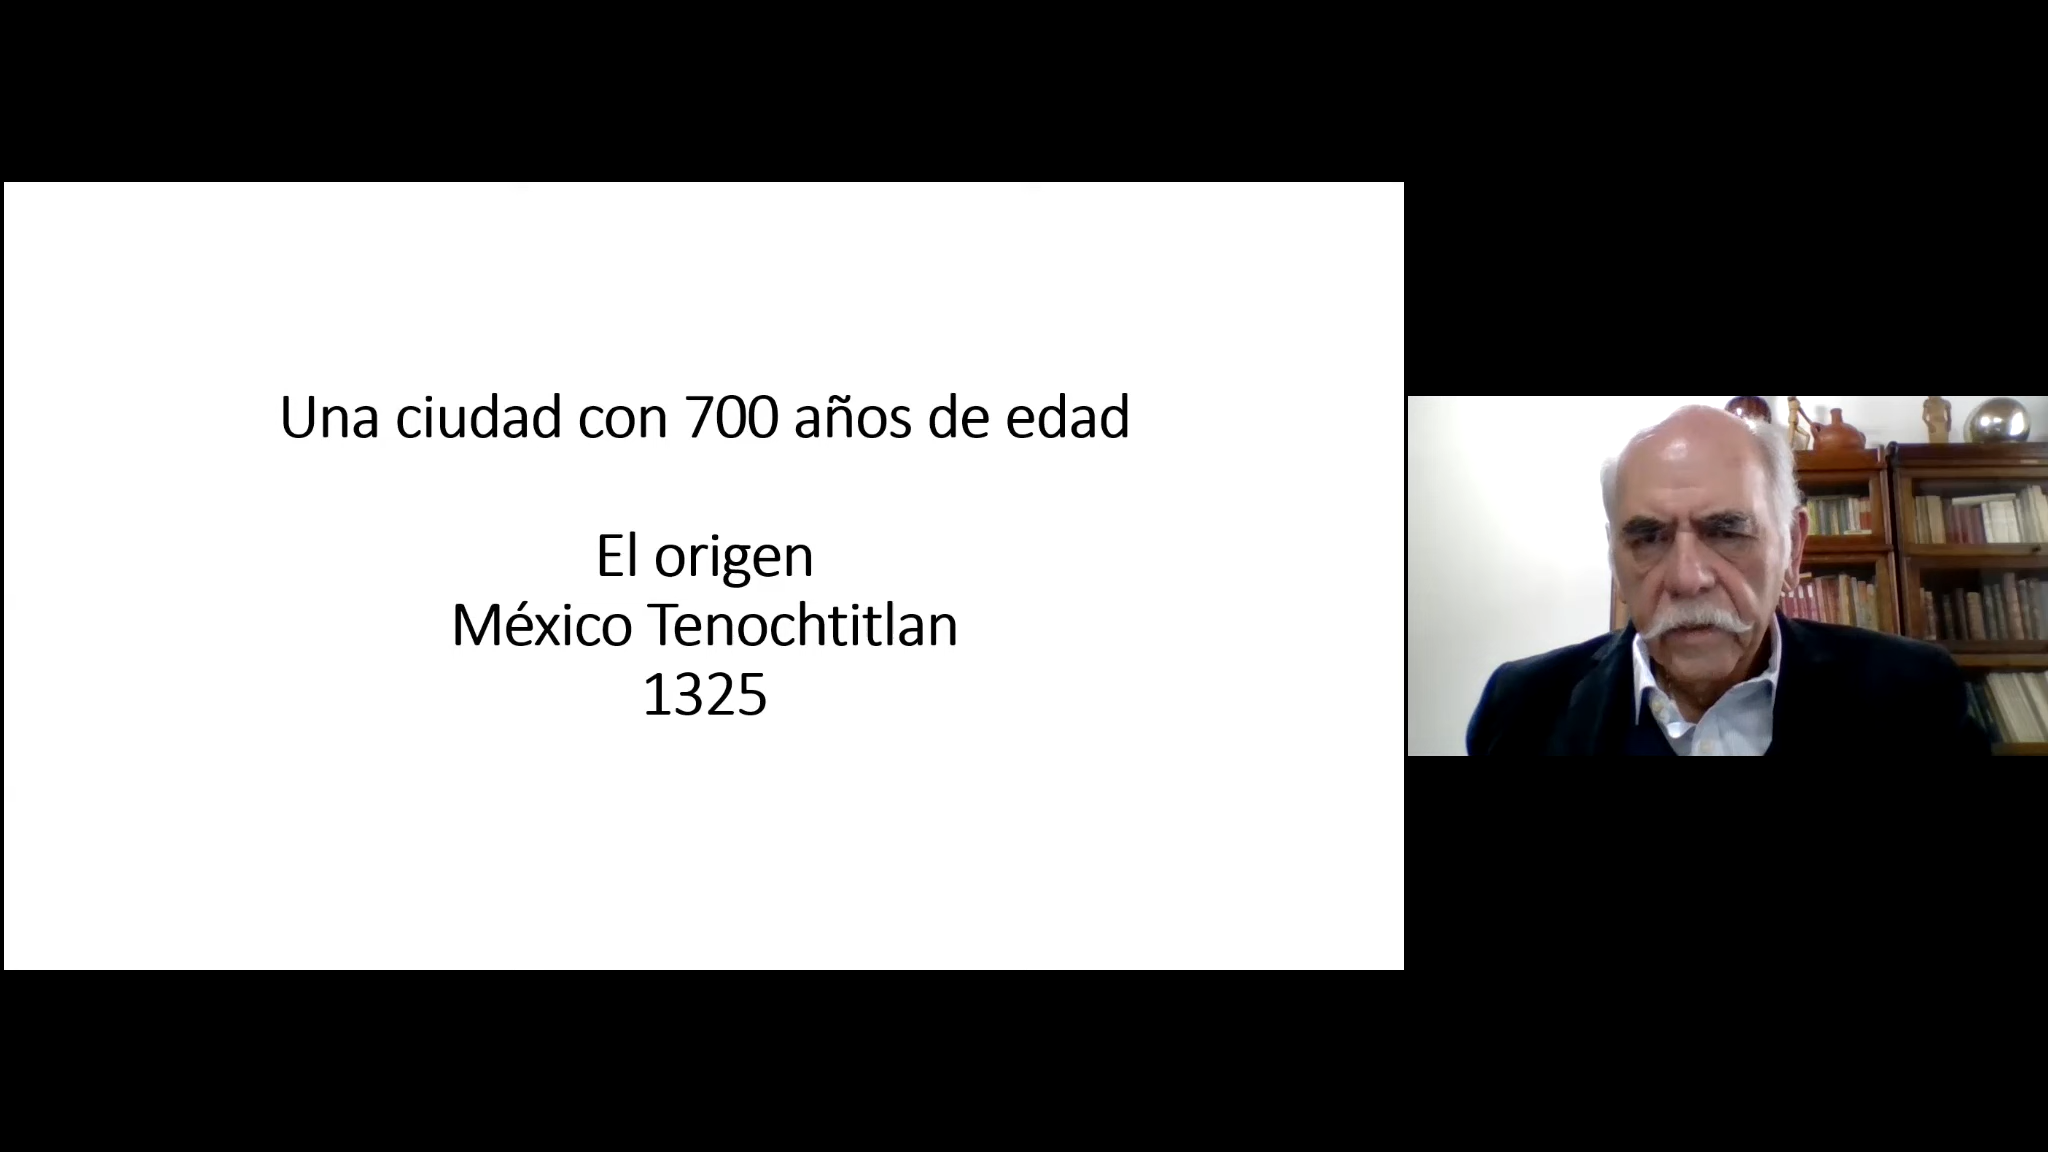 Una ciudad con 700 años de edad
El origen
México Tenochtitlan
1325